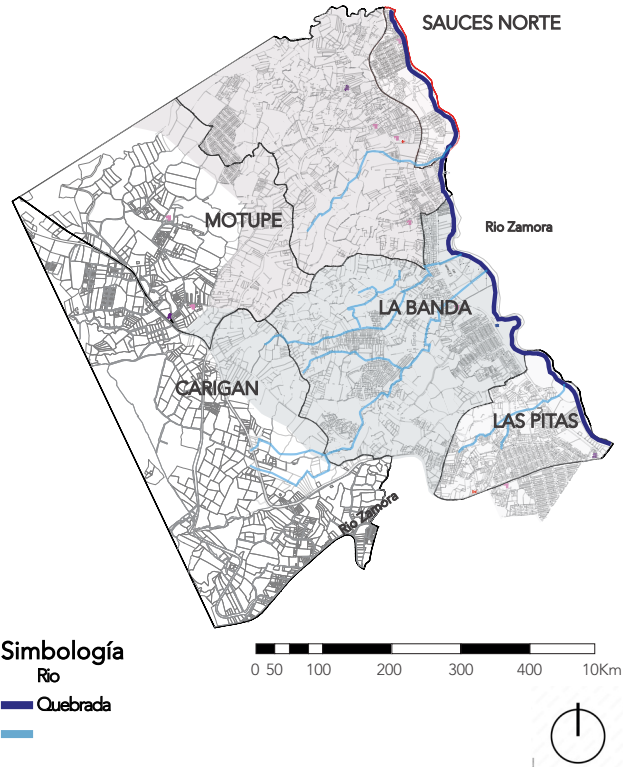 SAUCES NORTE
MOTUPE
Rio Zamora
LA BANDA
CARIGAN
LAS PITAS
Rio Zamora
Simbología
Rio
Quebrada
0 50 100 200 300 400 10Km